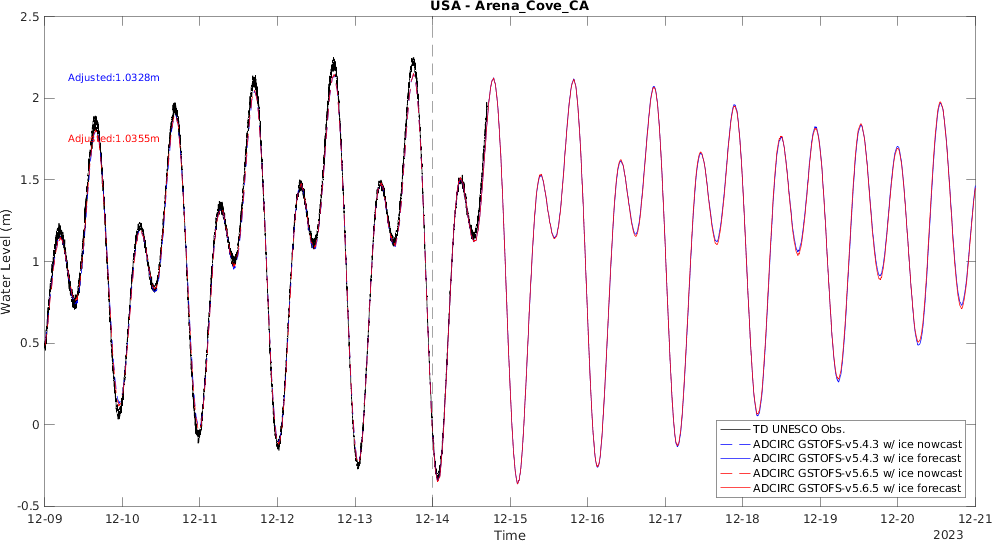 USA - Arena_Cove_CA
2.5
2
1.5
1
0.5
0
-0.5
Water Level (m)
Adjusted:1.0328m
Adjusted:1.0355m
TD UNESCO Obs.
ADCIRC GSTOFS-v5.4.3 w/ ice nowcast
ADCIRC GSTOFS-v5.4.3 w/ ice forecast
ADCIRC GSTOFS-v5.6.5 w/ ice nowcast
ADCIRC GSTOFS-v5.6.5 w/ ice forecast
12-09 12-10 12-11 12-12 12-13 12-14 12-15 12-16 12-17 12-18 12-19 12-20 12-21
Time
2023